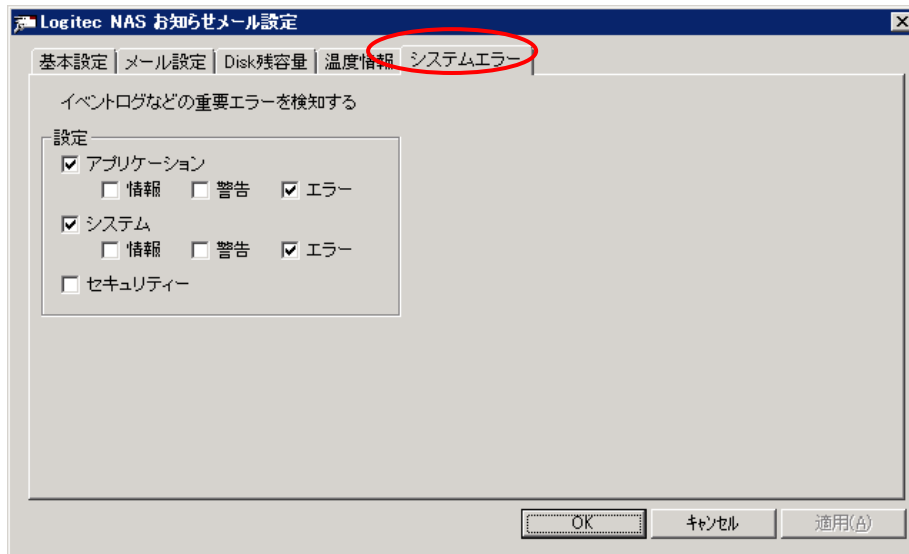 Logitec NAS お知らせメール設定
基本設定 メール設定 Disk残容量 温度情報 システムエラー
イベントログなどの重要エラーを検知する
設定
アプリケーション
情報 警告 エラー
システム
情報 警告 エラー
セキュリティー
OK キャンセル 適用(A)